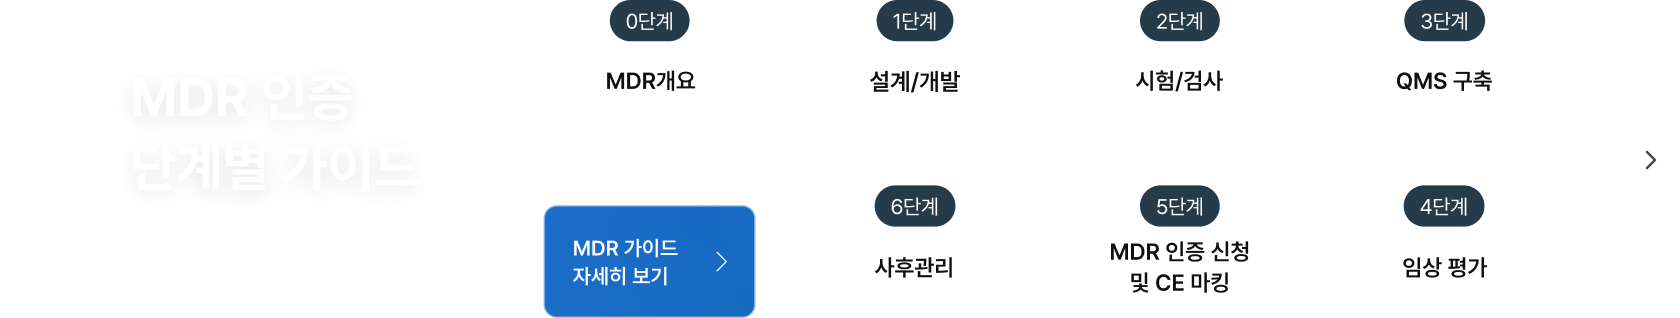 MDR 인증
단계별 가이드
0단계
MDR개요
1단계
설계/개발
2단계
시험/검사
3단계
QMS 구축
4단계
임상 평가
5단계
MDR 인증 신청
및 CE 마킹
6단계
사후관리
MDR 가이드
자세히 보기